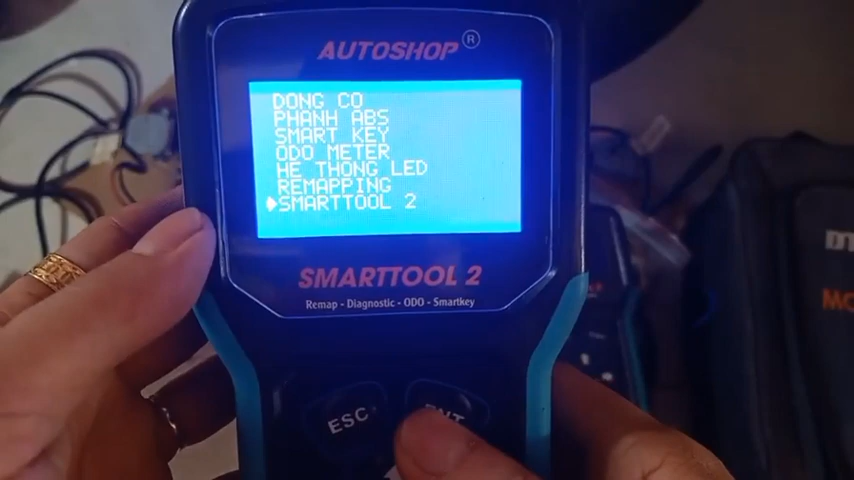 AUTOSHOP ®
DONG CO
PHANH ABS
SMART KEY
ODO METER
HE THONG LED
REMAPPING
SMARTTOOL 2
SMARTTOOL 2
Remap - Diagnostic - ODO - Smartkey
ESC